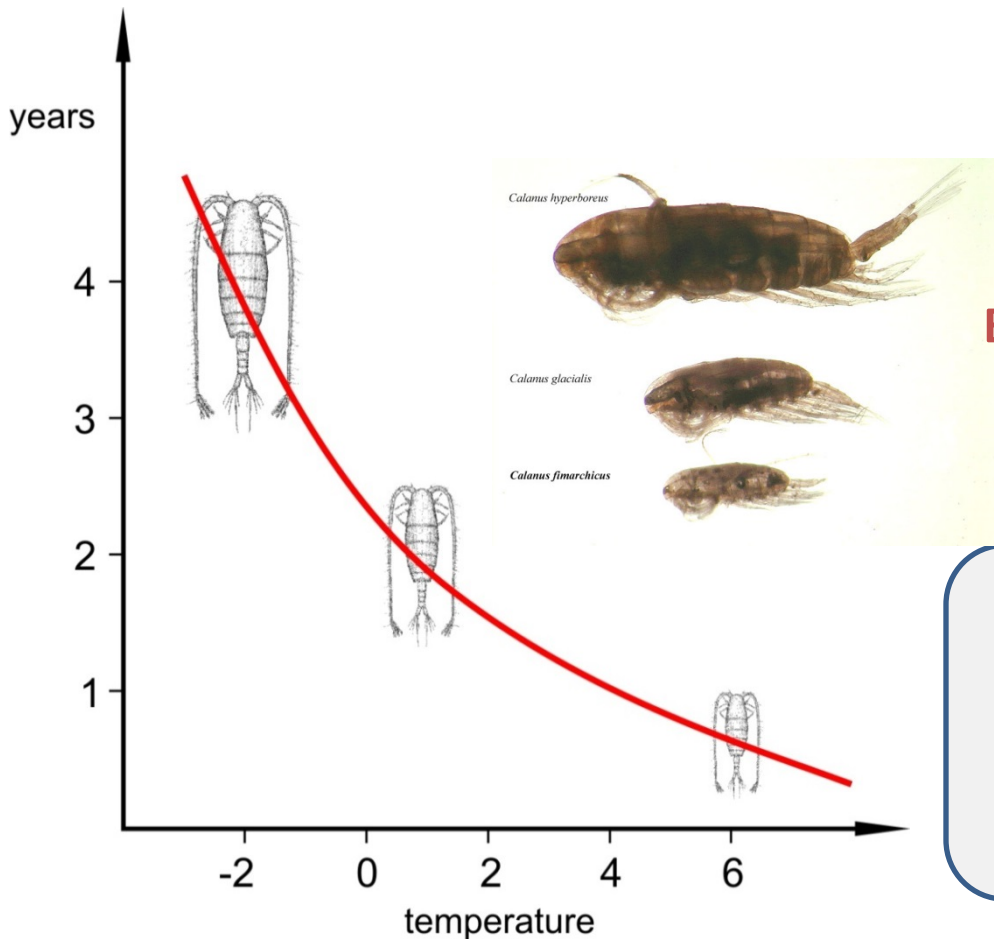 years
4
3
2
1
-2 0 2 4 6
temperature
Calanus hyperboreus
Calanus glacialis
Calanus fimarchicus